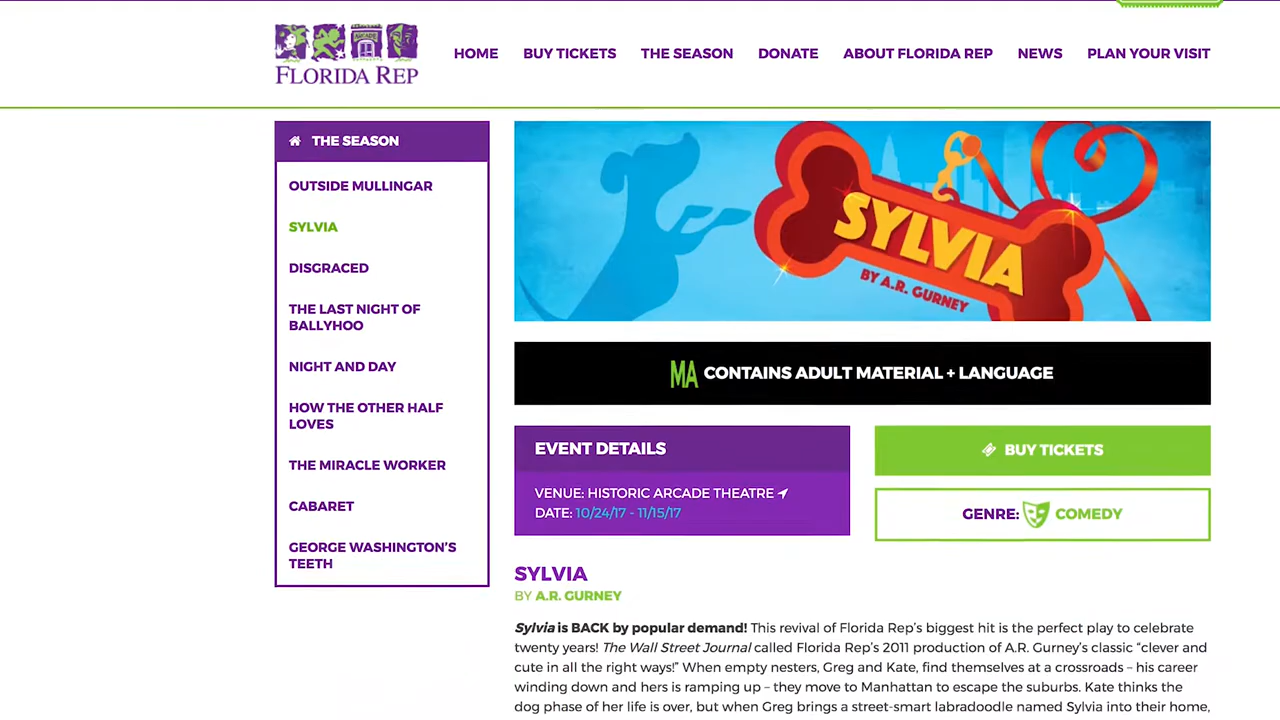 ARCADE
FLORIDA REP
HOME
BUY TICKETS
THE SEASON
DONATE
ABOUT FLORIDA REP
NEWS
PLAN YOUR VISIT
THE SEASON
OUTSIDE MULLINGAR
SYLVIA
DISGRACED
THE LAST NIGHT OF
BALLYHOO
NIGHT AND DAY
HOW THE OTHER HALF
LOVES
THE MIRACLE WORKER
CABARET
GEORGE WASHINGTON'S
TEETH
SYLVIA
BY A.R. GURNEY
MA CONTAINS ADULT MATERIAL + LANGUAGE
EVENT DETAILS
VENUE: HISTORIC ARCADE THEATRE
DATE: 10/24/17 - 11/15/17
BUY TICKETS
GENRE: COMEDY
SYLVIA
BY A.R. GURNEY
Sylvia is BACK by popular demand! This revival of Florida Rep's biggest hit is the perfect play to celebrate
twenty years! The Wall Street Journal called Florida Rep's 2011 production of A.R. Gurney's classic “clever and
cute in all the right ways!” When empty nesters, Greg and Kate, find themselves at a crossroads – his career
winding down and hers is ramping up – they move to Manhattan to escape the suburbs. Kate thinks the
dog phase of her life is over, but when Greg brings a street-smart labradoodle named Sylvia into their home,